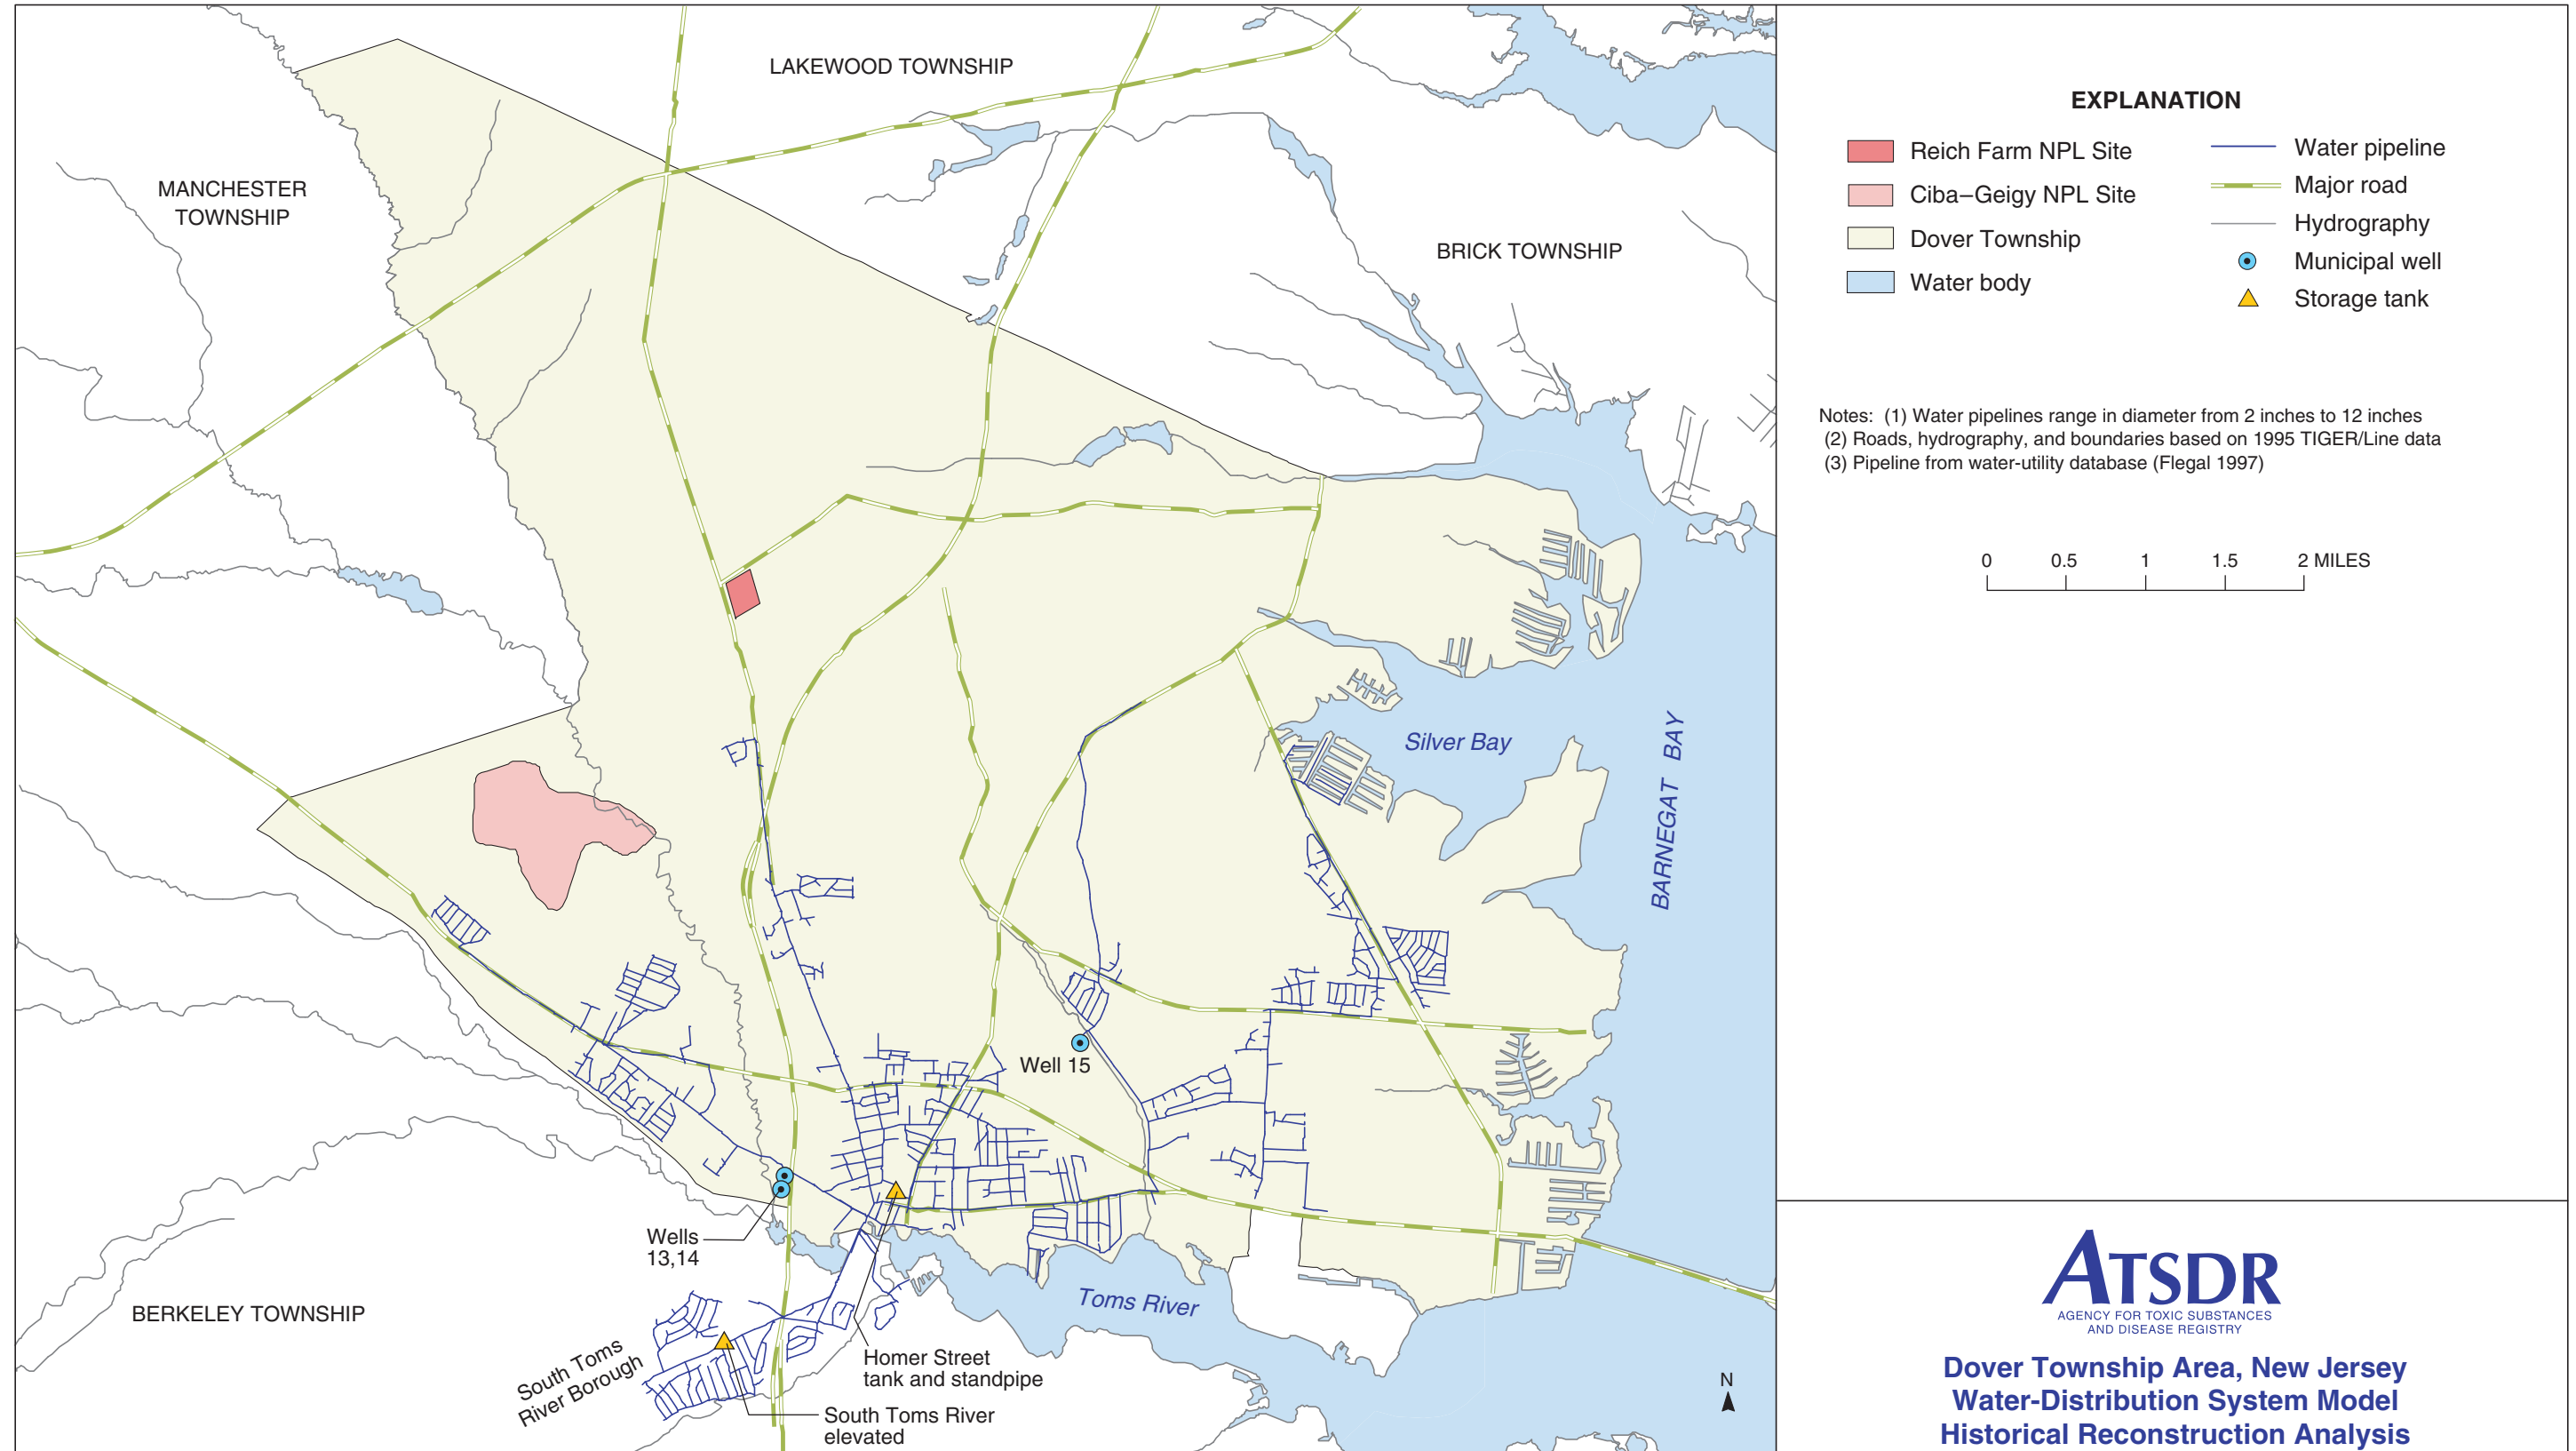 LAKEWOOD TOWNSHIP
MANCHESTER
TOWNSHIP
BRICK TOWNSHIP
Silver Bay
BARNEGAT BAY
Well 15
Wells
13,14
BERKELEY TOWNSHIP
Toms River
South Toms
River Borough
Homer Street
tank and standpipe
South Toms River
elevated
N
EXPLANATION
Reich Farm NPL Site
Ciba–Geigy NPL Site
Dover Township
Water body
Water pipeline
Major road
Hydrography
Municipal well
Storage tank
Notes: (1) Water pipelines range in diameter from 2 inches to 12 inches
(2) Roads, hydrography, and boundaries based on 1995 TIGER/Line data
(3) Pipeline from water-utility database (Flegal 1997)
0 0.5 1 1.5 2 MILES
ATSDR
AGENCY FOR TOXIC SUBSTANCES
AND DISEASE REGISTRY
Dover Township Area, New Jersey
Water-Distribution System Model
Historical Reconstruction Analysis